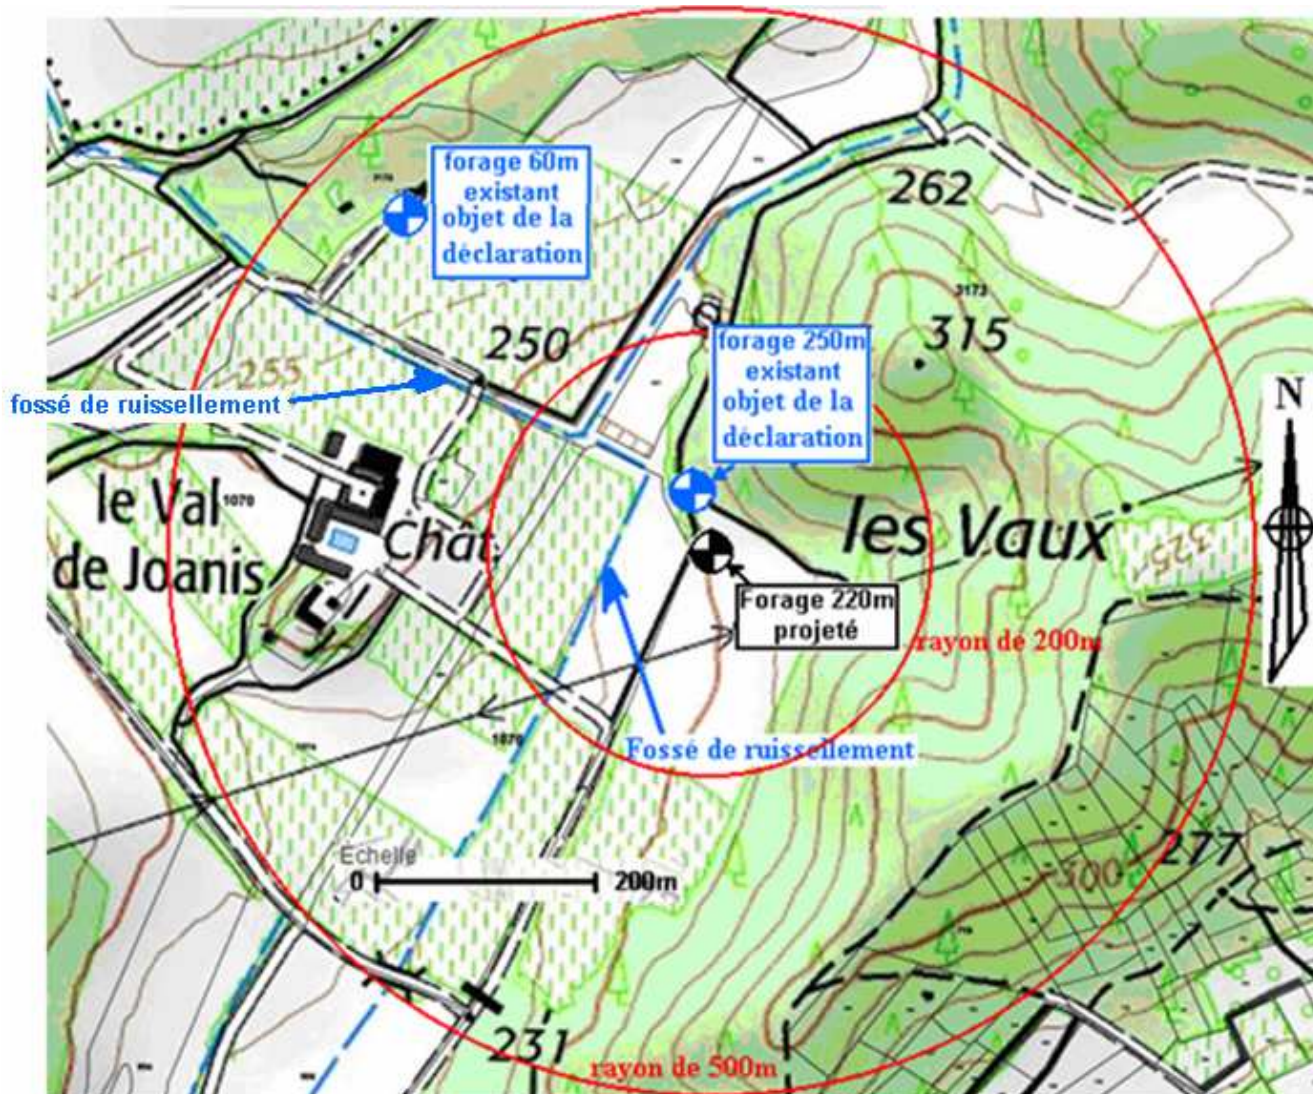 forage 60m
existant
objet de la
déclaration
262
3173
315
250
forage 250m
existant
objet de la
déclaration
255
fossé de ruissellement
N
le Val
de Joanis
1070
Chât.
les Vaux
325
Forage 220m
projeté
rayon de 200m
1070
Fossé de ruissellement
Echelle
0
200m
277
300
231
rayon de 500m